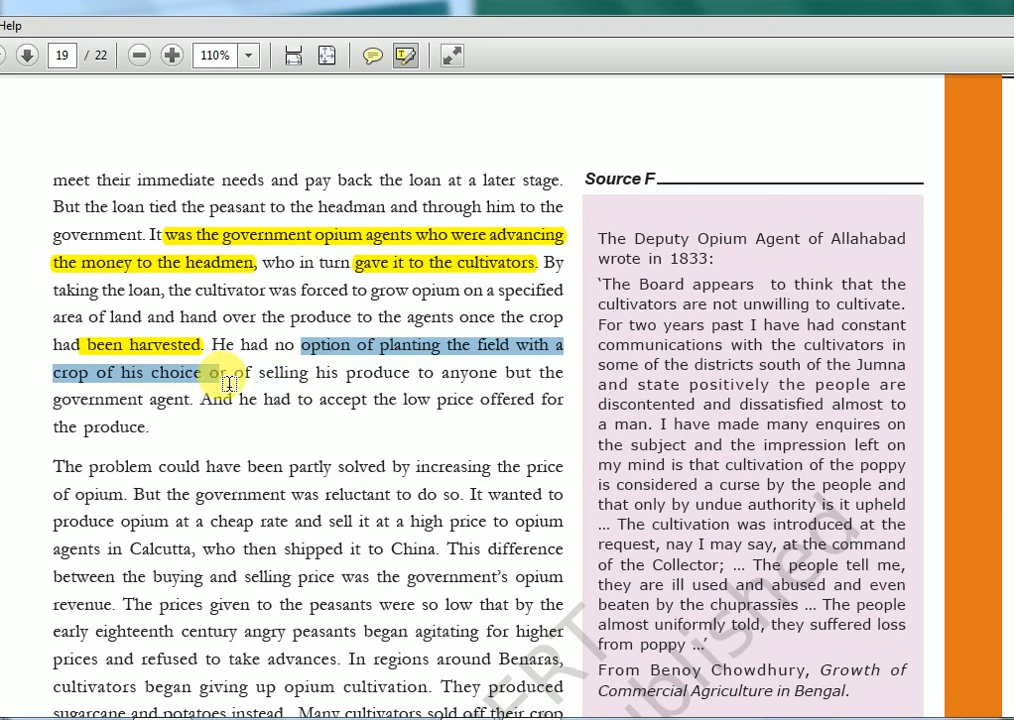 Help
19 / 22
110%
meet their immediate needs and pay back the loan at a later stage.
But the loan tied the peasant to the headman and through him to the
government. It was the government opium agents who were advancing
the money to the headmen, who in turn gave it to the cultivators. By
taking the loan, the cultivator was forced to grow opium on a specified
area of land and hand over the produce to the agents once the crop
had been harvested. He had no option of planting the field with a
crop of his choice or of selling his produce to anyone but the
government agent. And he had to accept the low price offered for
the produce.
The problem could have been partly solved by increasing the price
of opium. But the government was reluctant to do so. It wanted to
produce opium at a cheap rate and sell it at a high price to opium
agents in Calcutta, who then shipped it to China. This difference
between the buying and selling price was the government's opium
revenue. The prices given to the peasants were so low that by the
early eighteenth century angry peasants began agitating for higher
prices and refused to take advances. In regions around Benaras,
cultivators began giving up opium cultivation. They produced
sugarcane and potatoes instead. Many cultivators sold off their crop
Source F
The Deputy Opium Agent of Allahabad
wrote in 1833:
'The Board appears to think that the
cultivators are not unwilling to cultivate.
For two years past I have had constant
communications with the cultivators in
some of the districts south of the Jumna
and state positively the people are
discontented and dissatisfied almost to
a man. I have made many enquires on
the subject and the impression left on
my mind is that cultivation of the poppy
is considered a curse by the people and
that only by undue authority is it upheld
... The cultivation was introduced at the
request, nay I may say, at the command
of the Collector; ... The people tell me,
they are ill used and abused and even
beaten by the chuprassies ... The people
almost uniformly told, they suffered loss
from poppy ...'
From Benoy Chowdhury, Growth of
Commercial Agriculture in Bengal.